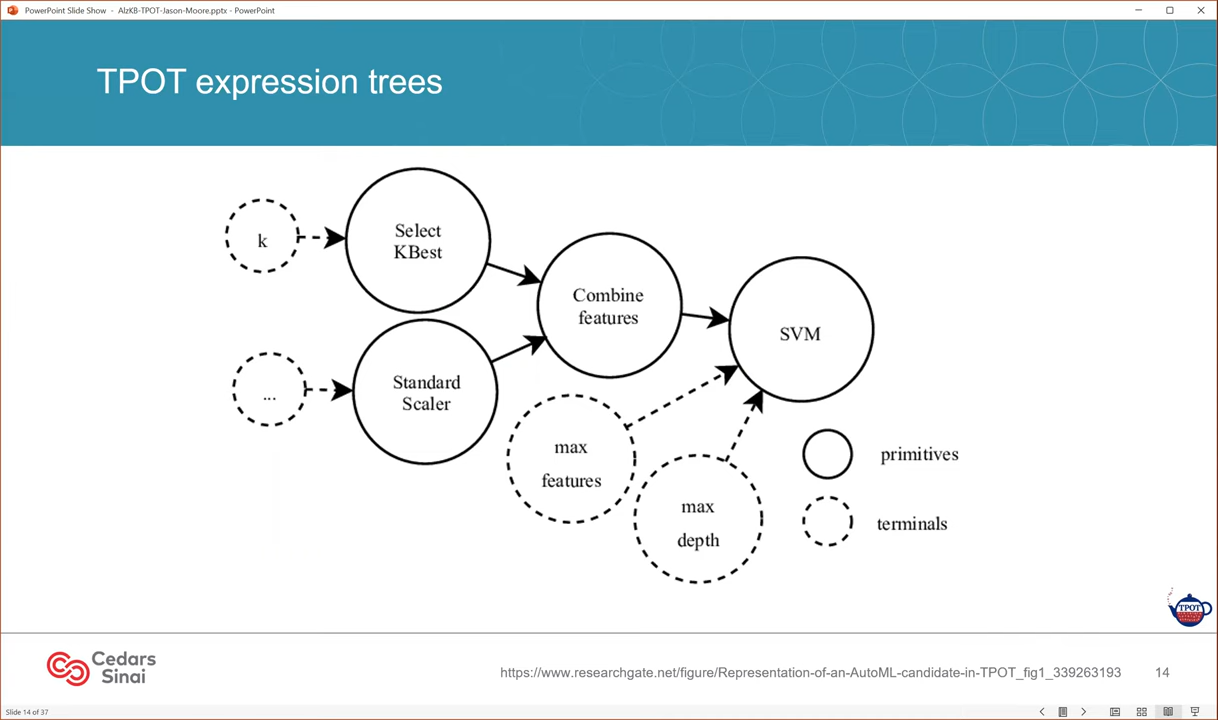 PowerPoint Slide Show - AlzKB-TPOT-Jason-Moore.pptx - PowerPoint
TPOT expression trees
k
Select
KBest
Combine
features
SVM
...
Standard
Scaler
max
features
max
depth
primitives
terminals
TPOT
Cedars
Sinai
https://www.researchgate.net/figure/Representation-of-an-AutoML-candidate-in-TPOT_fig1_339263193
14
Slide 14 of 37